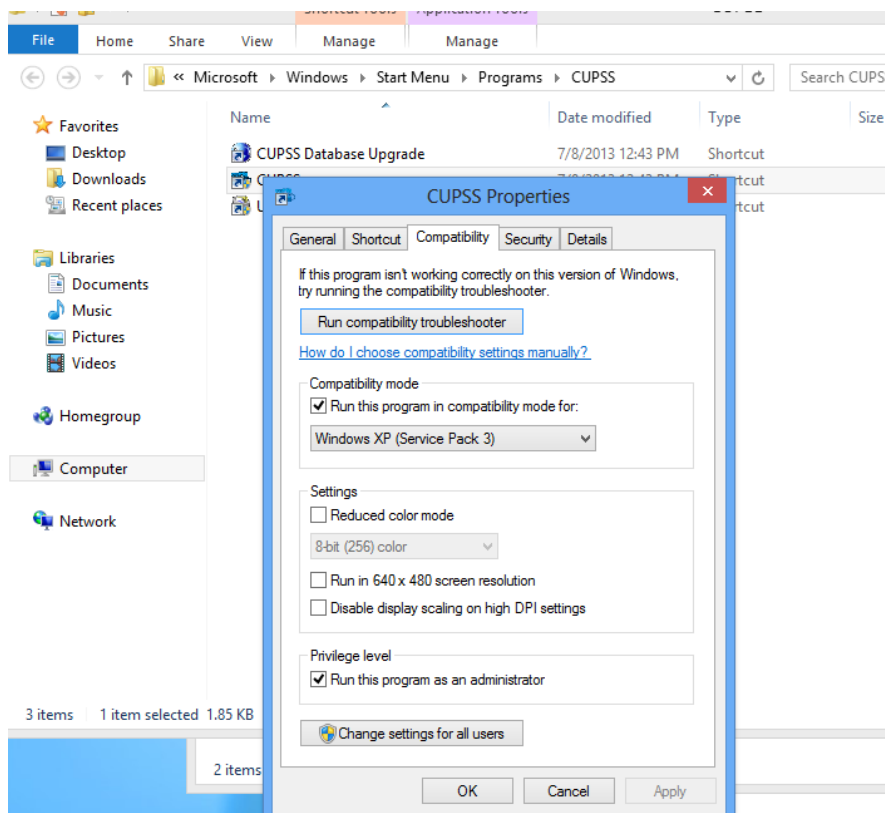 File Home Share View Manage Manage
« Microsoft Windows Start Menu Programs CUPSS Search CUPS
Name Date modified Type Size
Favorites
Desktop
Downloads
Recent places
Libraries
Documents
Music
Pictures
Videos
Homegroup
Computer
Network
CUPSS Database Upgrade 7/8/2013 12:43 PM Shortcut
CUPSS Properties
General Shortcut Compatibility Security Details
If this program isn't working correctly on this version of Windows,
try running the compatibility troubleshooter.
Run compatibility troubleshooter
How do I choose compatibility settings manually?
Compatibility mode
Run this program in compatibility mode for:
Windows XP (Service Pack 3)
Settings
Reduced color mode
8-bit (256) color
Run in 640 x 480 screen resolution
Disable display scaling on high DPI settings
Privilege level
Run this program as an administrator
Change settings for all users
OK Cancel Apply
3 items 1 item selected 1.85 KB
2 items